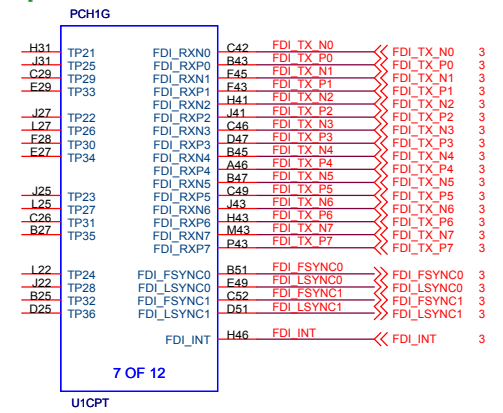 PCH1G
H31 TP21 FDI_RXN0 C42 FDI_TX_N0 FDI_TX_N0 3
J31 TP25 FDI_RXP0 B43 FDI_TX_P0 FDI_TX_P0 3
C29 TP29 FDI_RXN1 F45 FDI_TX_N1 FDI_TX_N1 3
E29 TP33 FDI_RXP1 F43 FDI_TX_P1 FDI_TX_P1 3
FDI_RXN2 H41 FDI_TX_N2 FDI_TX_N2 3
J27 TP22 FDI_RXP2 J41 FDI_TX_P2 FDI_TX_P2 3
L27 TP26 FDI_RXN3 C46 FDI_TX_N3 FDI_TX_N3 3
F28 TP30 FDI_RXP3 D47 FDI_TX_P3 FDI_TX_P3 3
E27 TP34 FDI_RXN4 B45 FDI_TX_N4 FDI_TX_N4 3
FDI_RXP4 A46 FDI_TX_P4 FDI_TX_P4 3
FDI_RXN5 B47 FDI_TX_N5 FDI_TX_N5 3
J25 TP23 FDI_RXP5 C49 FDI_TX_P5 FDI_TX_P5 3
L25 TP27 FDI_RXN6 J43 FDI_TX_N6 FDI_TX_N6 3
C26 TP31 FDI_RXP6 H43 FDI_TX_P6 FDI_TX_P6 3
B27 TP35 FDI_RXN7 M43 FDI_TX_N7 FDI_TX_N7 3
FDI_RXP7 P43 FDI_TX_P7 FDI_TX_P7 3
L22 TP24 FDI_FSYNC0 B51 FDI_FSYNC0 FDI_FSYNC0 3
J22 TP28 FDI_LSYNC0 E49 FDI_LSYNC0 FDI_LSYNC0 3
B25 TP32 FDI_FSYNC1 C52 FDI_FSYNC1 FDI_FSYNC1 3
D25 TP36 FDI_LSYNC1 D51 FDI_LSYNC1 FDI_LSYNC1 3
FDI_INT H46 FDI_INT FDI_INT 3
7 OF 12
U1CPT